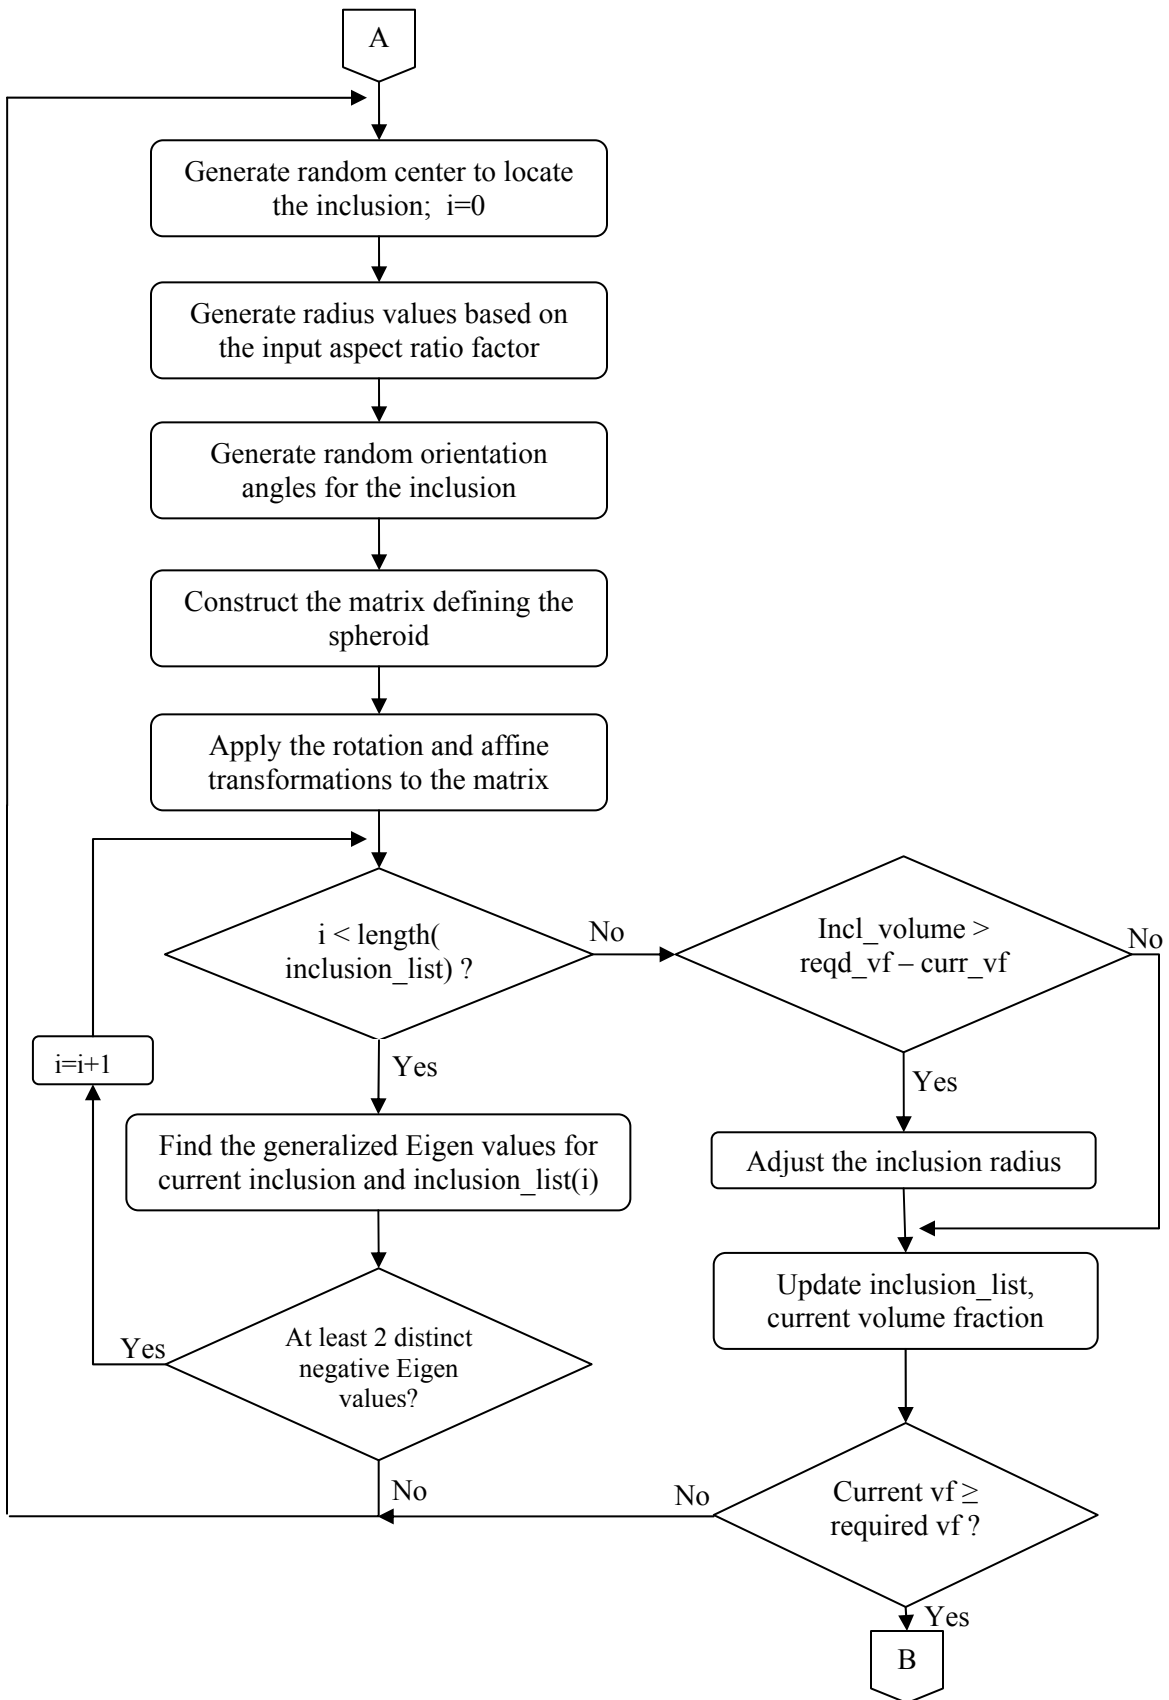 A
Generate random center to locate
the inclusion; i=0
Generate radius values based on
the input aspect ratio factor
Generate random orientation
angles for the inclusion
Construct the matrix defining the
spheroid
Apply the rotation and affine
transformations to the matrix
i < length(
inclusion_list) ?
No
Incl_volume >
reqd_vf – curr_vf
No
i=i+1
Yes
Yes
Find the generalized Eigen values for
current inclusion and inclusion_list(i)
Adjust the inclusion radius
Update inclusion_list,
current volume fraction
At least 2 distinct
negative Eigen
values?
Yes
No
No
Current vf ≥
required vf ?
Yes
B